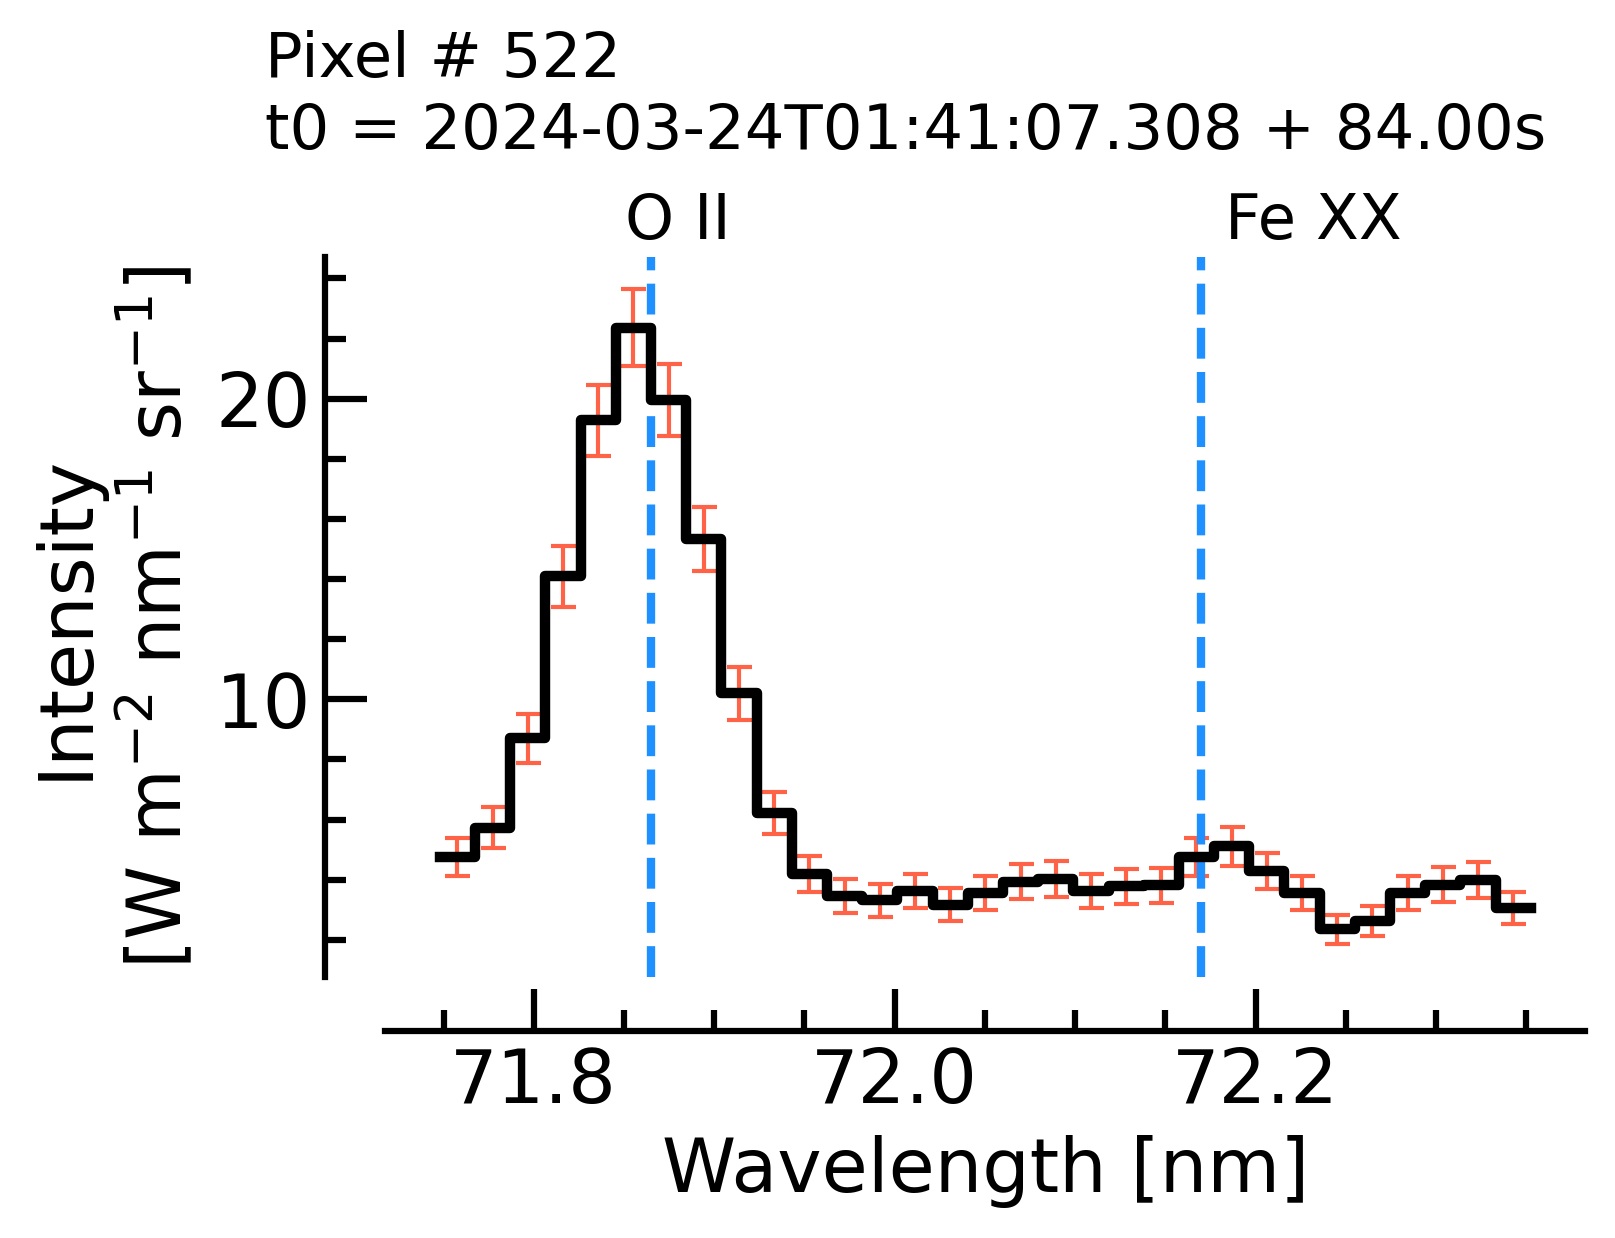 Pixel # 522
t0 = 2024-03-24T01:41:07.308 + 84.00s
O II
Fe XX
Intensity
[W m⁻² nm⁻¹ sr⁻¹]
20
10
71.8
72.0
72.2
Wavelength [nm]